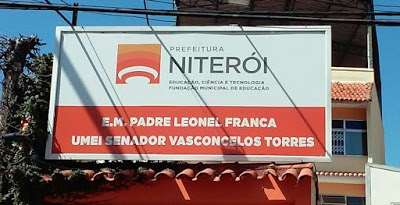 PREFEITURA
NITERÓI
EDUCAÇÃO, CIÊNCIA E TECNOLOGIA
FUNDAÇÃO MUNICIPAL DE EDUCAÇÃO
E.M. PADRE LEONEL FRANCA
UMEI SENADOR VASCONCELOS TORRES